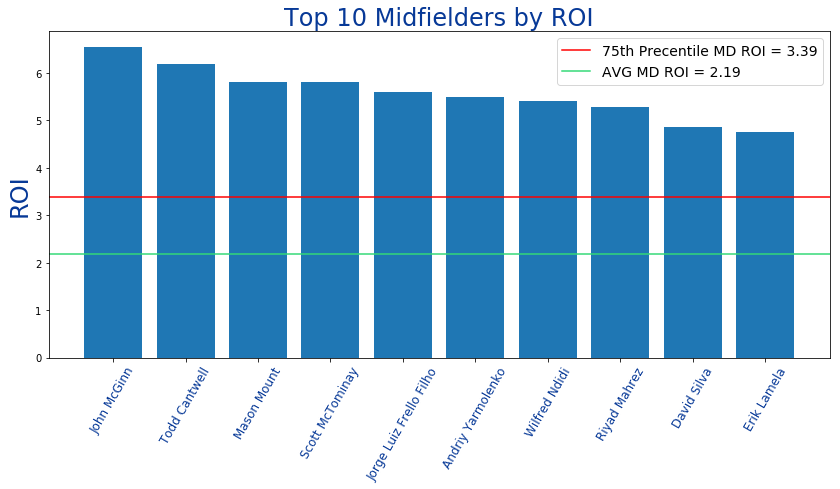 Top 10 Midfielders by ROI
75th Precentile MD ROI = 3.39
AVG MD ROI = 2.19
ROI
6
5
4
3
2
1
0
John McGinn
Todd Cantwell
Mason Mount
Scott McTominay
Jorge Luiz Frello Filho
Andriy Yarmolenko
Wilfred Ndidi
Riyad Mahrez
David Silva
Erik Lamela